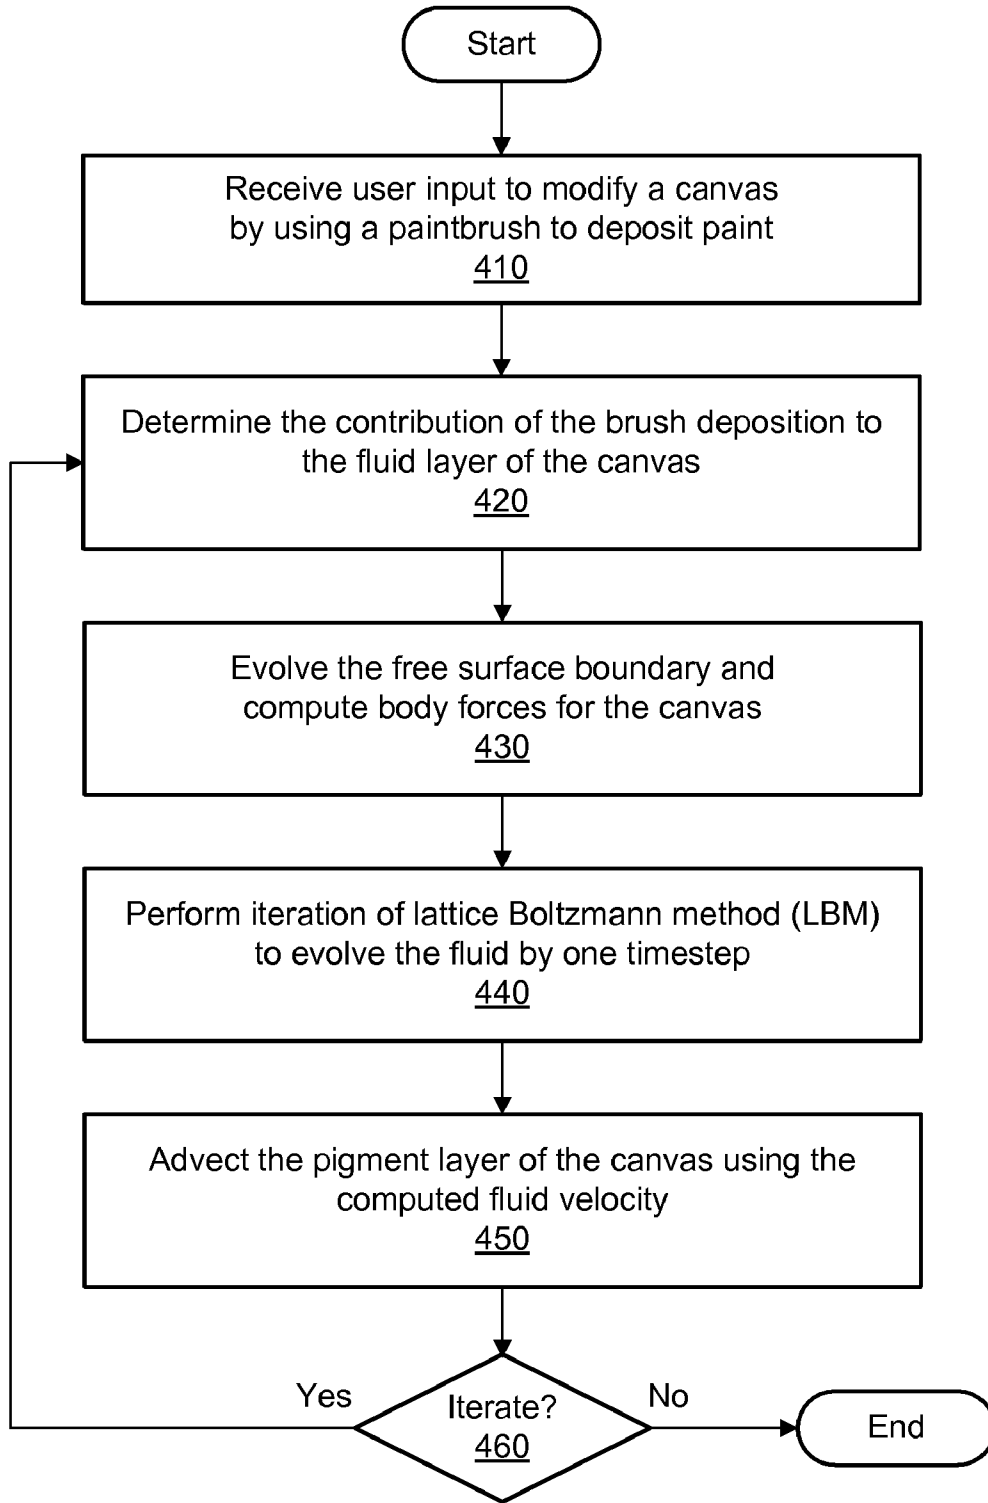 Start
Receive user input to modify a canvas
by using a paintbrush to deposit paint
410
Determine the contribution of the brush deposition to
the fluid layer of the canvas
420
Evolve the free surface boundary and
compute body forces for the canvas
430
Perform iteration of lattice Boltzmann method (LBM)
to evolve the fluid by one timestep
440
Advect the pigment layer of the canvas using the
computed fluid velocity
450
Yes
Iterate?
460
No
End